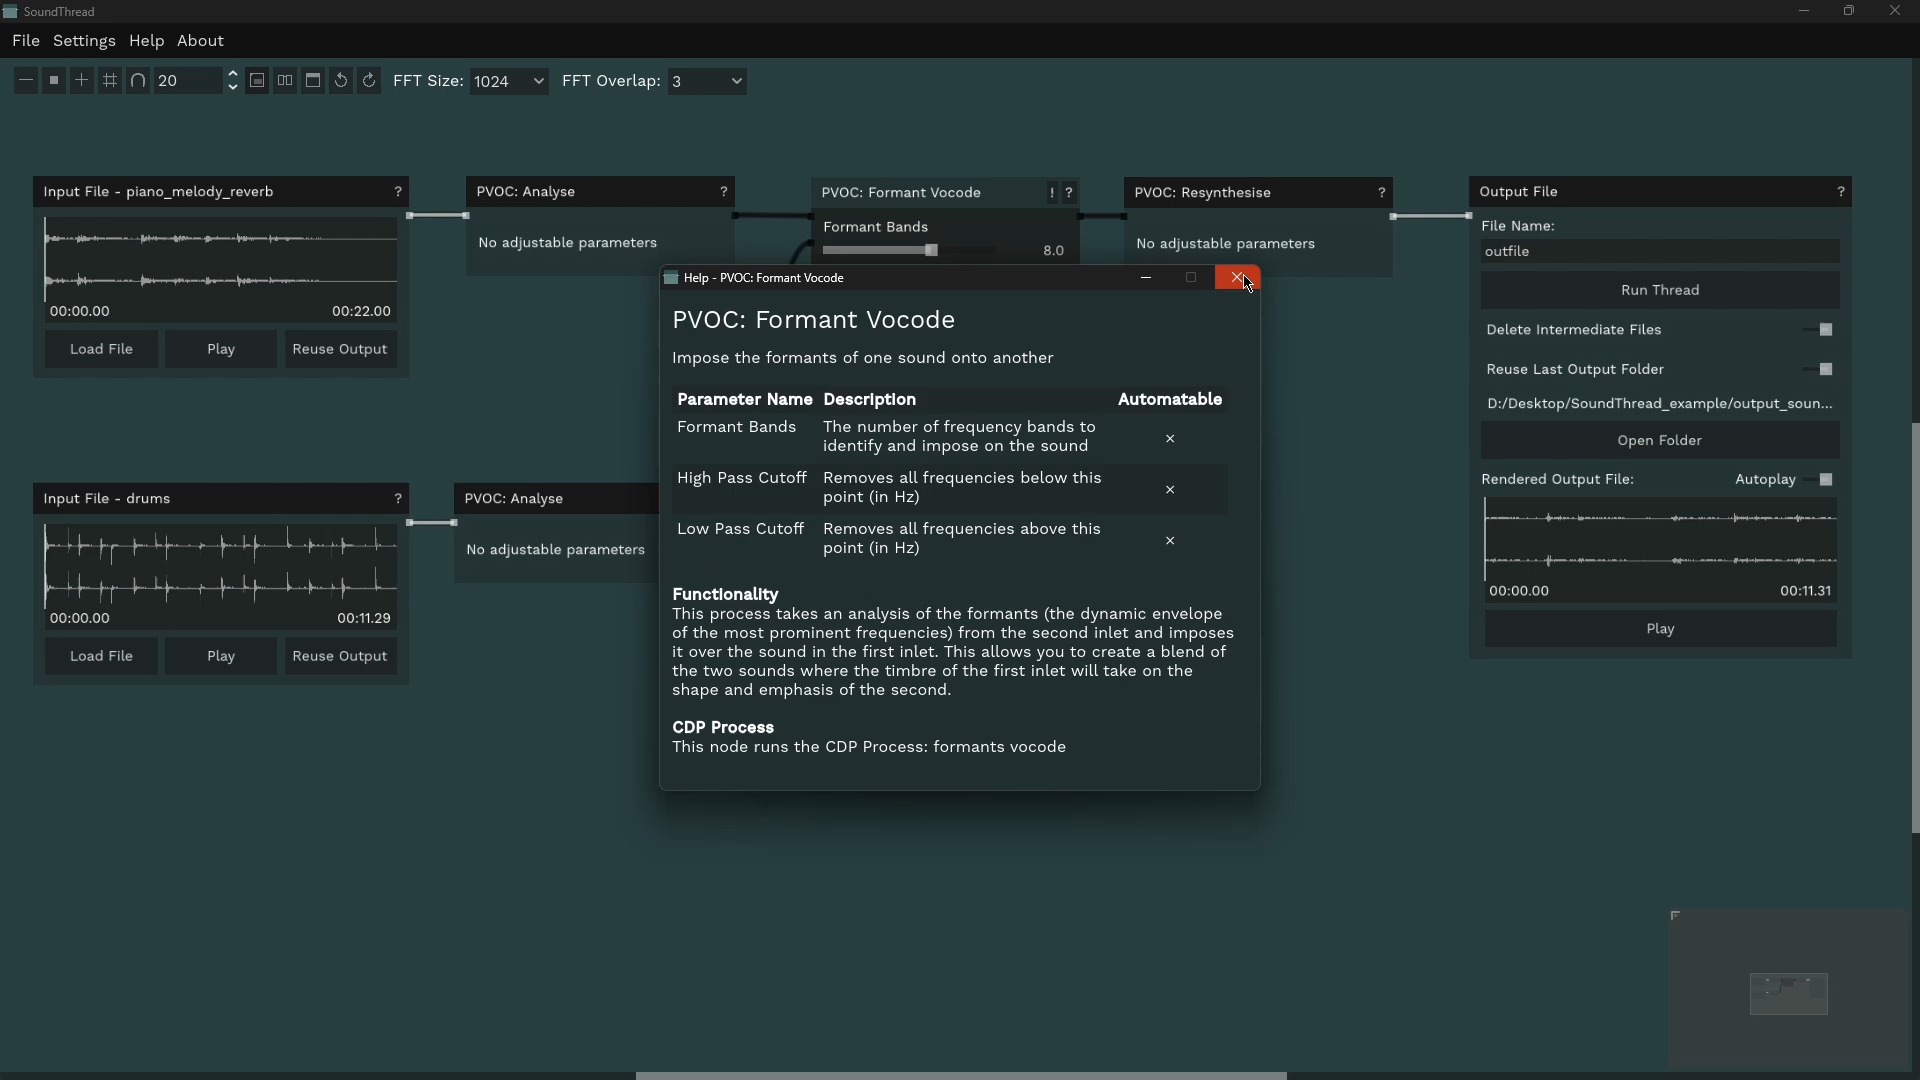 SoundThread
File Settings Help About
20 FFT Size: 1024 FFT Overlap: 3
Input File - piano_melody_reverb ?
00:00.00 00:22.00
Load File Play Reuse Output
PVOC: Analyse ?
No adjustable parameters
PVOC: Formant Vocode ! ?
Formant Bands
8.0
PVOC: Resynthesise ?
No adjustable parameters
Output File ?
File Name:
outfile
Run Thread
Delete Intermediate Files
Reuse Last Output Folder
D:/Desktop/SoundThread_example/output_soun...
Open Folder
Rendered Output File: Autoplay
00:00.00 00:11.31
Play
Input File - drums ?
00:00.00 00:11.29
Load File Play Reuse Output
PVOC: Analyse
No adjustable parameters
Help - PVOC: Formant Vocode
PVOC: Formant Vocode
Impose the formants of one sound onto another
Parameter Name Description Automatable
Formant Bands The number of frequency bands to
identify and impose on the sound ×
High Pass Cutoff Removes all frequencies below this
point (in Hz) ×
Low Pass Cutoff Removes all frequencies above this
point (in Hz) ×
Functionality
This process takes an analysis of the formants (the dynamic envelope
of the most prominent frequencies) from the second inlet and imposes
it over the sound in the first inlet. This allows you to create a blend of
the two sounds where the timbre of the first inlet will take on the
shape and emphasis of the second.
CDP Process
This node runs the CDP Process: formants vocode